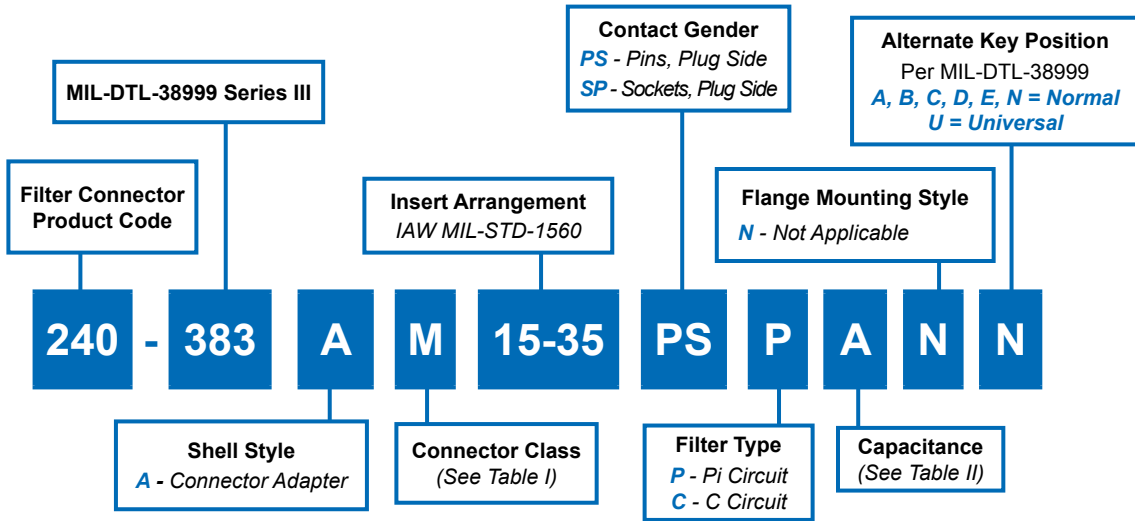 Contact Gender
PS - Pins, Plug Side
SP - Sockets, Plug Side
Alternate Key Position
Per MIL-DTL-38999
A, B, C, D, E, N = Normal
U = Universal
MIL-DTL-38999 Series III
Filter Connector
Product Code
Insert Arrangement
IAW MIL-STD-1560
Flange Mounting Style
N - Not Applicable
240 - 383 A M 15-35 PS P A N N
Shell Style
A - Connector Adapter
Connector Class
(See Table I)
Filter Type
P - Pi Circuit
C - C Circuit
Capacitance
(See Table II)